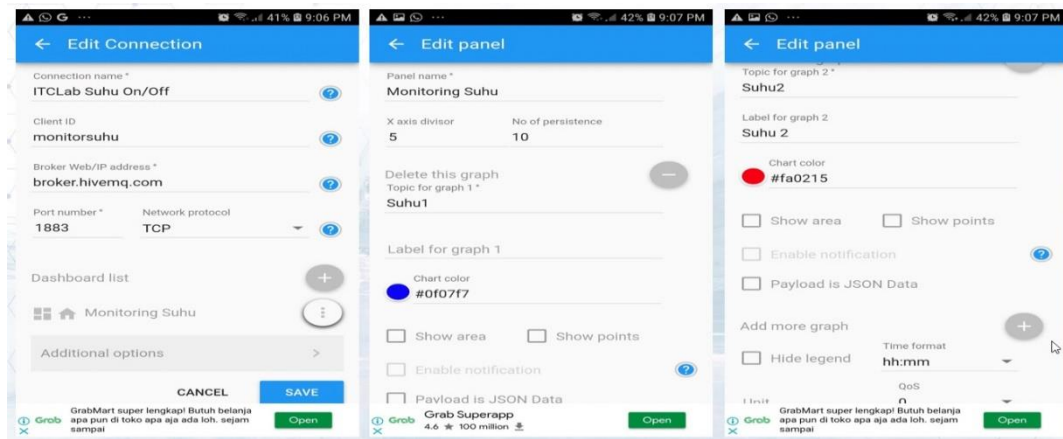 41% 9:06 PM
Edit Connection
Connection name *
ITCLab Suhu On/Off
Client ID
monitorsuhu
Broker Web/IP address *
broker.hivemq.com
Port number * Network protocol
1883 TCP
Dashboard list
Monitoring Suhu
Additional options
CANCEL SAVE
GrabMart super lengkap! Butuh belanja
Grab apa pun di toko apa aja ada loh. sejam Open
sampai
42% 9:07 PM
Edit panel
Panel name *
Monitoring Suhu
X axis divisor No of persistence
5 10
Delete this graph
Topic for graph 1 *
Suhu1
Label for graph 1
Chart color
#0f07f7
Show area Show points
Enable notification
Payload is JSON Data
Grab Superapp
Grab 4.6 ★ 100 million Open
42% 9:07 PM
Edit panel
Topic for graph 2 *
Suhu2
Label for graph 2
Suhu 2
Chart color
#fa0215
Show area Show points
Enable notification
Payload is JSON Data
Add more graph
Time format
Hide legend hh:mm
QoS
Unit 0
GrabMart super lengkap! Butuh belanja
Grab apa pun di toko apa aja ada loh. sejam Open
sampai